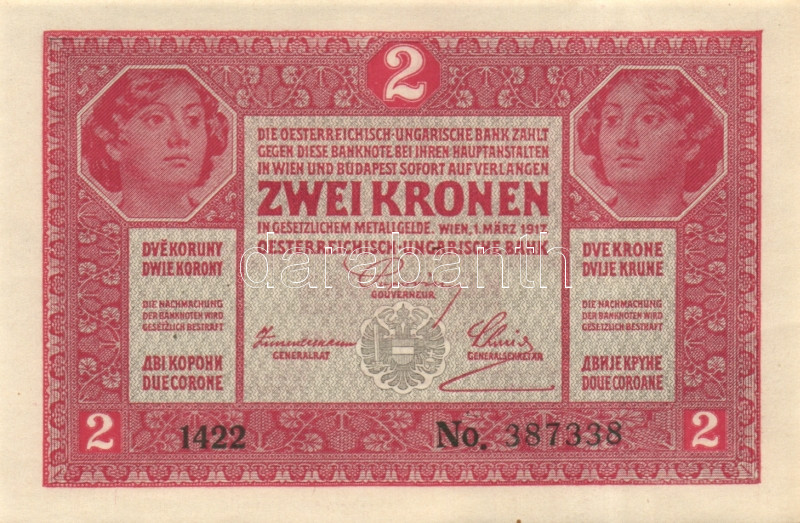 2
DIE OESTERREICHISCH-UNGARISCHE BANK ZAHLT
GEGEN DIESE BANKNOTE BEI IHREN HAUPTANSTALTEN
IN WIEN UND BUDAPEST SOFORT AUF VERLANGEN
ZWEI KRONEN
IN GESETZLICHEM METALLGELDE. WIEN, 1. MÄRZ 1917
OESTERREICHISCH-UNGARISCHE BANK
GOUVERNEUR
Zimmermann
GENERALRAT
GENERALSEKRETÄR
DVĚ KORUNY
DWIE KORONY
DIE NACHMACHUNG
DER BANKNOTEN WIRD
GESETZLICH BESTRAFT
ДВІ КОРОНИ
DUE CORONE
DVE KRONE
DVIJE KRUNE
DIE NACHMACHUNG
DER BANKNOTEN WIRD
GESETZLICH BESTRAFT
ДВИЈЕ КРУНЕ
DOUE COROANE
2
1422
No. 387338
2
darabanth